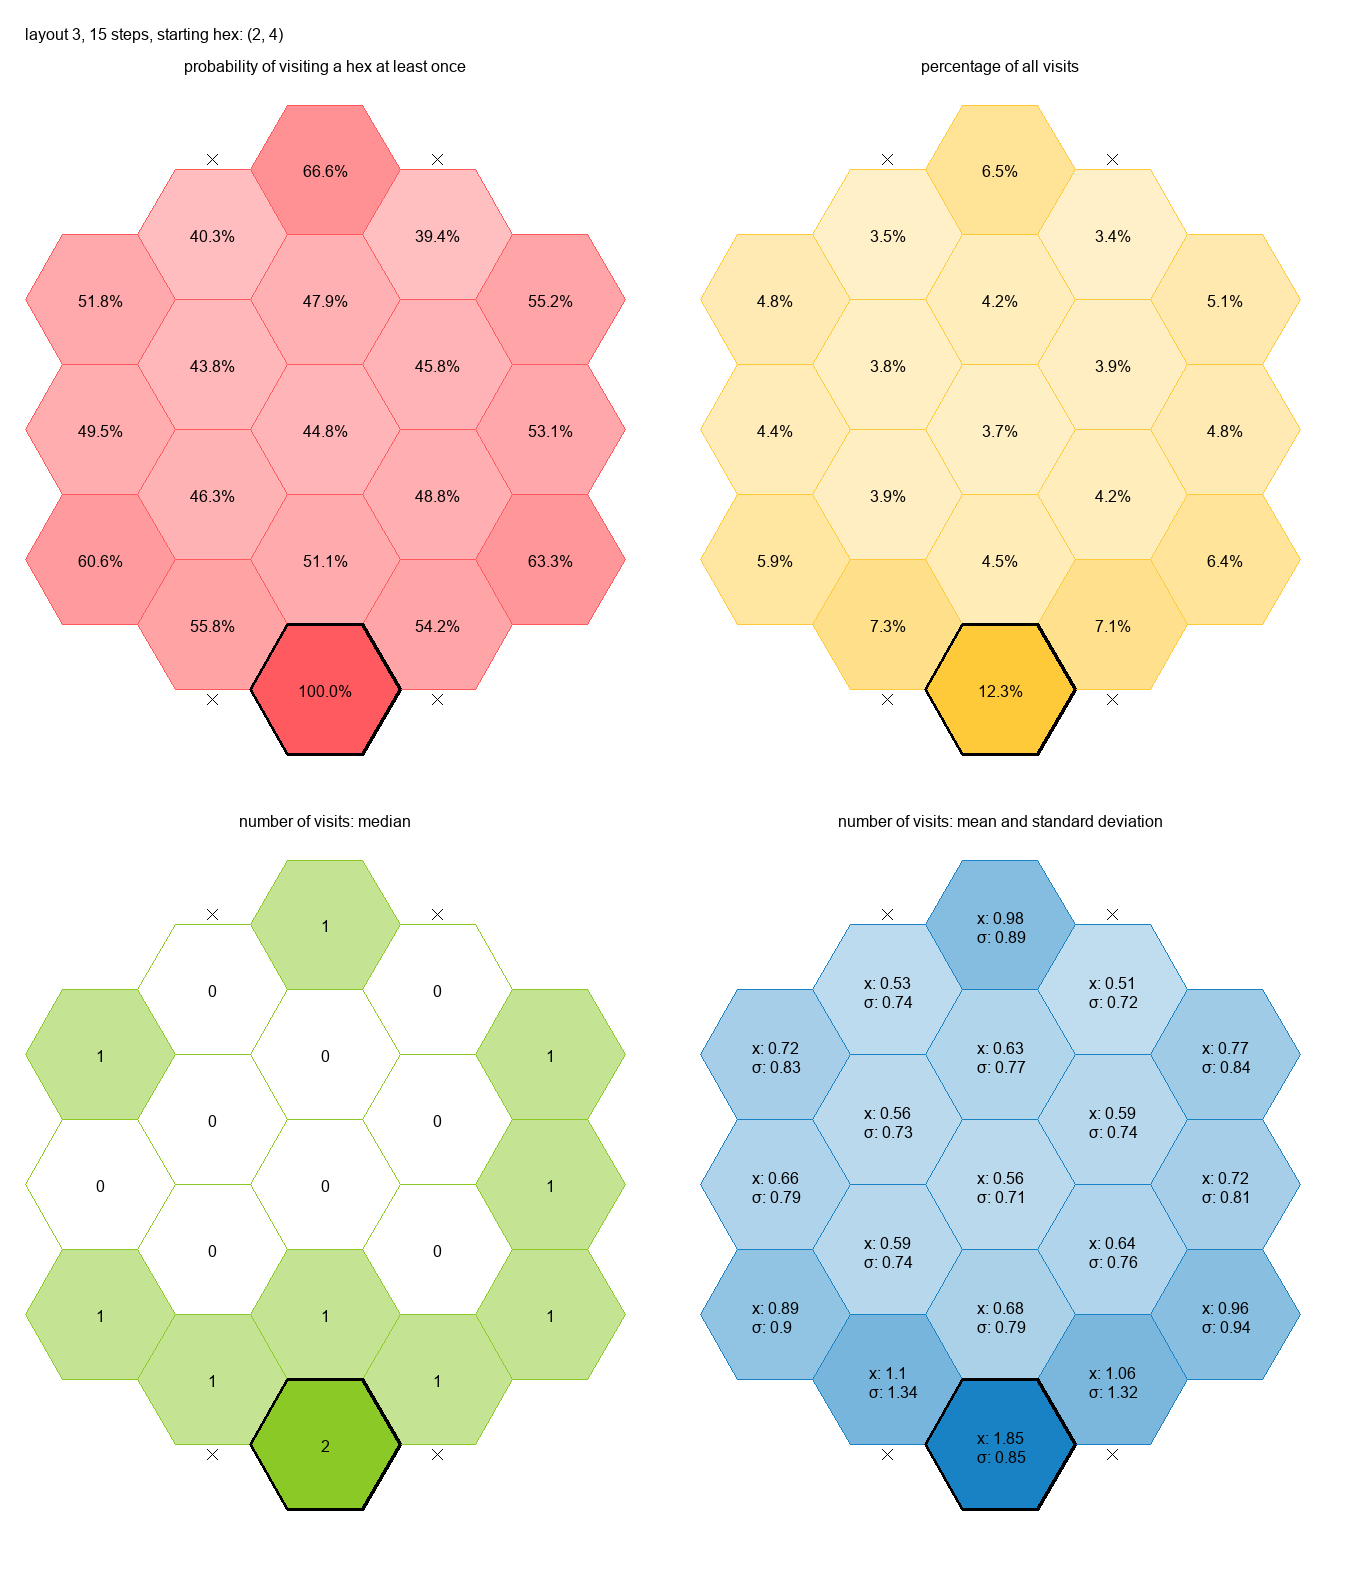 layout 3, 15 steps, starting hex: (2, 4)
probability of visiting a hex at least once
66.6%
40.3%
39.4%
51.8%
47.9%
55.2%
43.8%
45.8%
49.5%
44.8%
53.1%
46.3%
48.8%
60.6%
51.1%
63.3%
55.8%
54.2%
100.0%
percentage of all visits
6.5%
3.5%
3.4%
4.8%
4.2%
5.1%
3.8%
3.9%
4.4%
3.7%
4.8%
3.9%
4.2%
5.9%
4.5%
6.4%
7.3%
7.1%
12.3%
number of visits: median
1
0
0
1
0
1
0
0
0
0
1
0
0
1
1
1
1
1
2
number of visits: mean and standard deviation
x: 0.98
σ: 0.89
x: 0.53
σ: 0.74
x: 0.51
σ: 0.72
x: 0.72
σ: 0.83
x: 0.63
σ: 0.77
x: 0.77
σ: 0.84
x: 0.56
σ: 0.73
x: 0.59
σ: 0.74
x: 0.66
σ: 0.79
x: 0.56
σ: 0.71
x: 0.72
σ: 0.81
x: 0.59
σ: 0.74
x: 0.64
σ: 0.76
x: 0.89
σ: 0.9
x: 0.68
σ: 0.79
x: 0.96
σ: 0.94
x: 1.1
σ: 1.34
x: 1.06
σ: 1.32
x: 1.85
σ: 0.85